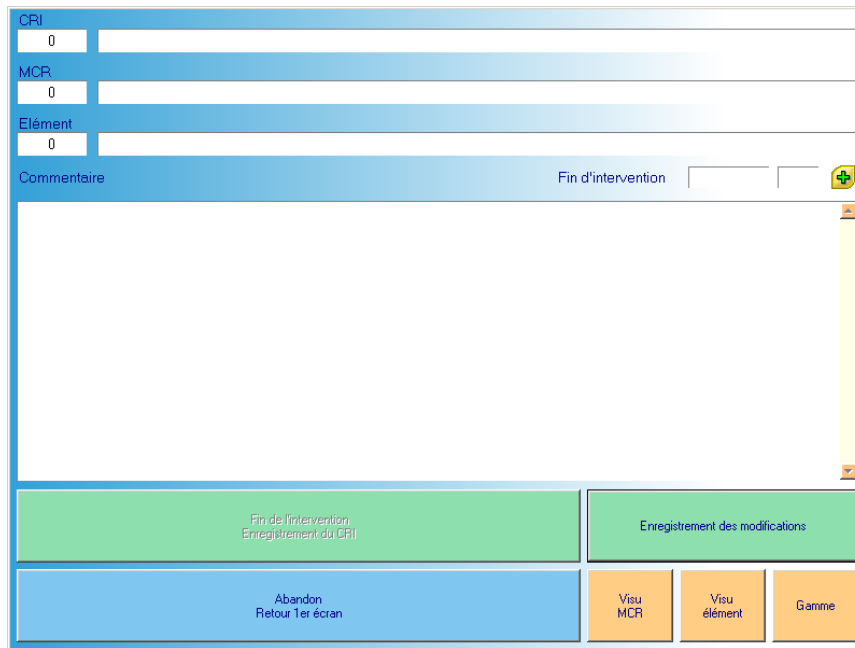 CRI
0
MCR
0
Elément
0
Commentaire Fin d'intervention
Fin de l'intervention
Enregistrement du CRI
Enregistrement des modifications
Abandon
Retour 1er écran
Visu
MCR
Visu
élément
Gamme